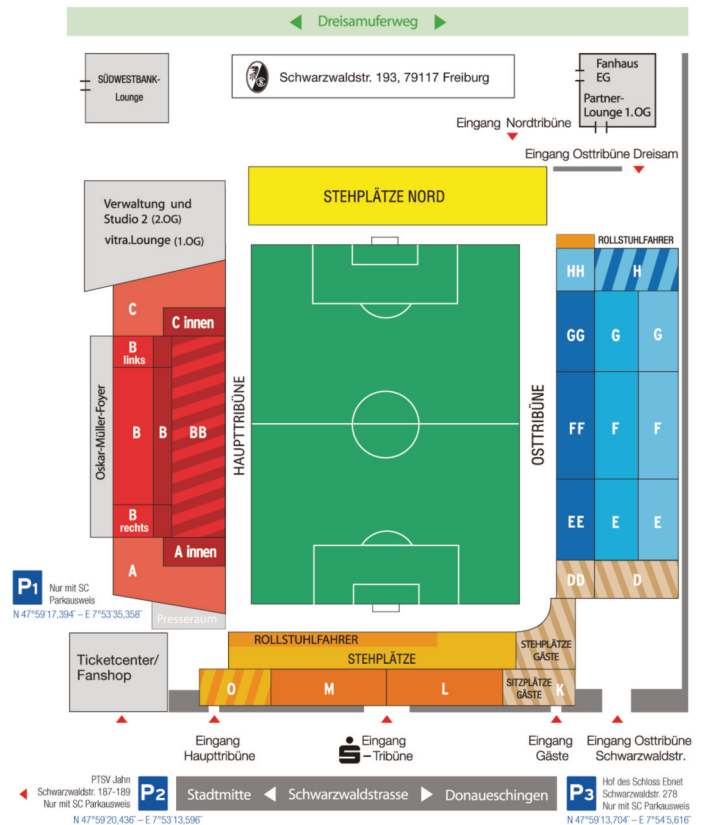 Dreisamuferweg
SÜDWESTBANK-
Lounge
Schwarzwaldstr. 193, 79117 Freiburg
Fanhaus
EG
Partner-
Lounge 1.OG
Eingang Nordtribüne
Eingang Osttribüne Dreisam
Verwaltung und
Studio 2 (2.OG)
vitra.Lounge (1.OG)
STEHPLÄTZE NORD
ROLLSTUHLFAHRER
HH
H
C
C innen
B
links
GG
G
G
Oskar-Müller-Foyer
B
B
BB
HAUPTTRIBÜNE
OSTTRIBÜNE
FF
F
F
B
rechts
EE
E
E
A innen
A
DD
D
P1
Nur mit SC
Parkausweis
N 47°59'17,394" – E 7°53'35,358"
Presseraum
ROLLSTUHLFAHRER
STEHPLÄTZE
STEHPLÄTZE
GÄSTE
Ticketcenter/
Fanshop
O
M
L
SITZPLÄTZE
GÄSTE
K
Eingang
Haupttribüne
Eingang
–Tribüne
Eingang
Gäste
Eingang Osttribüne
Schwarzwaldstr.
PTSV Jahn
Schwarzwaldstr. 187-189
Nur mit SC Parkausweis
P2
N 47°59'20,436" – E 7°53'13,596"
Stadtmitte
Schwarzwaldstrasse
Donaueschingen
P3
Hof des Schloss Ebnet
Schwarzwaldstr. 278
Nur mit SC Parkausweis
N 47°59'13,704" – E 7°54'5,616"